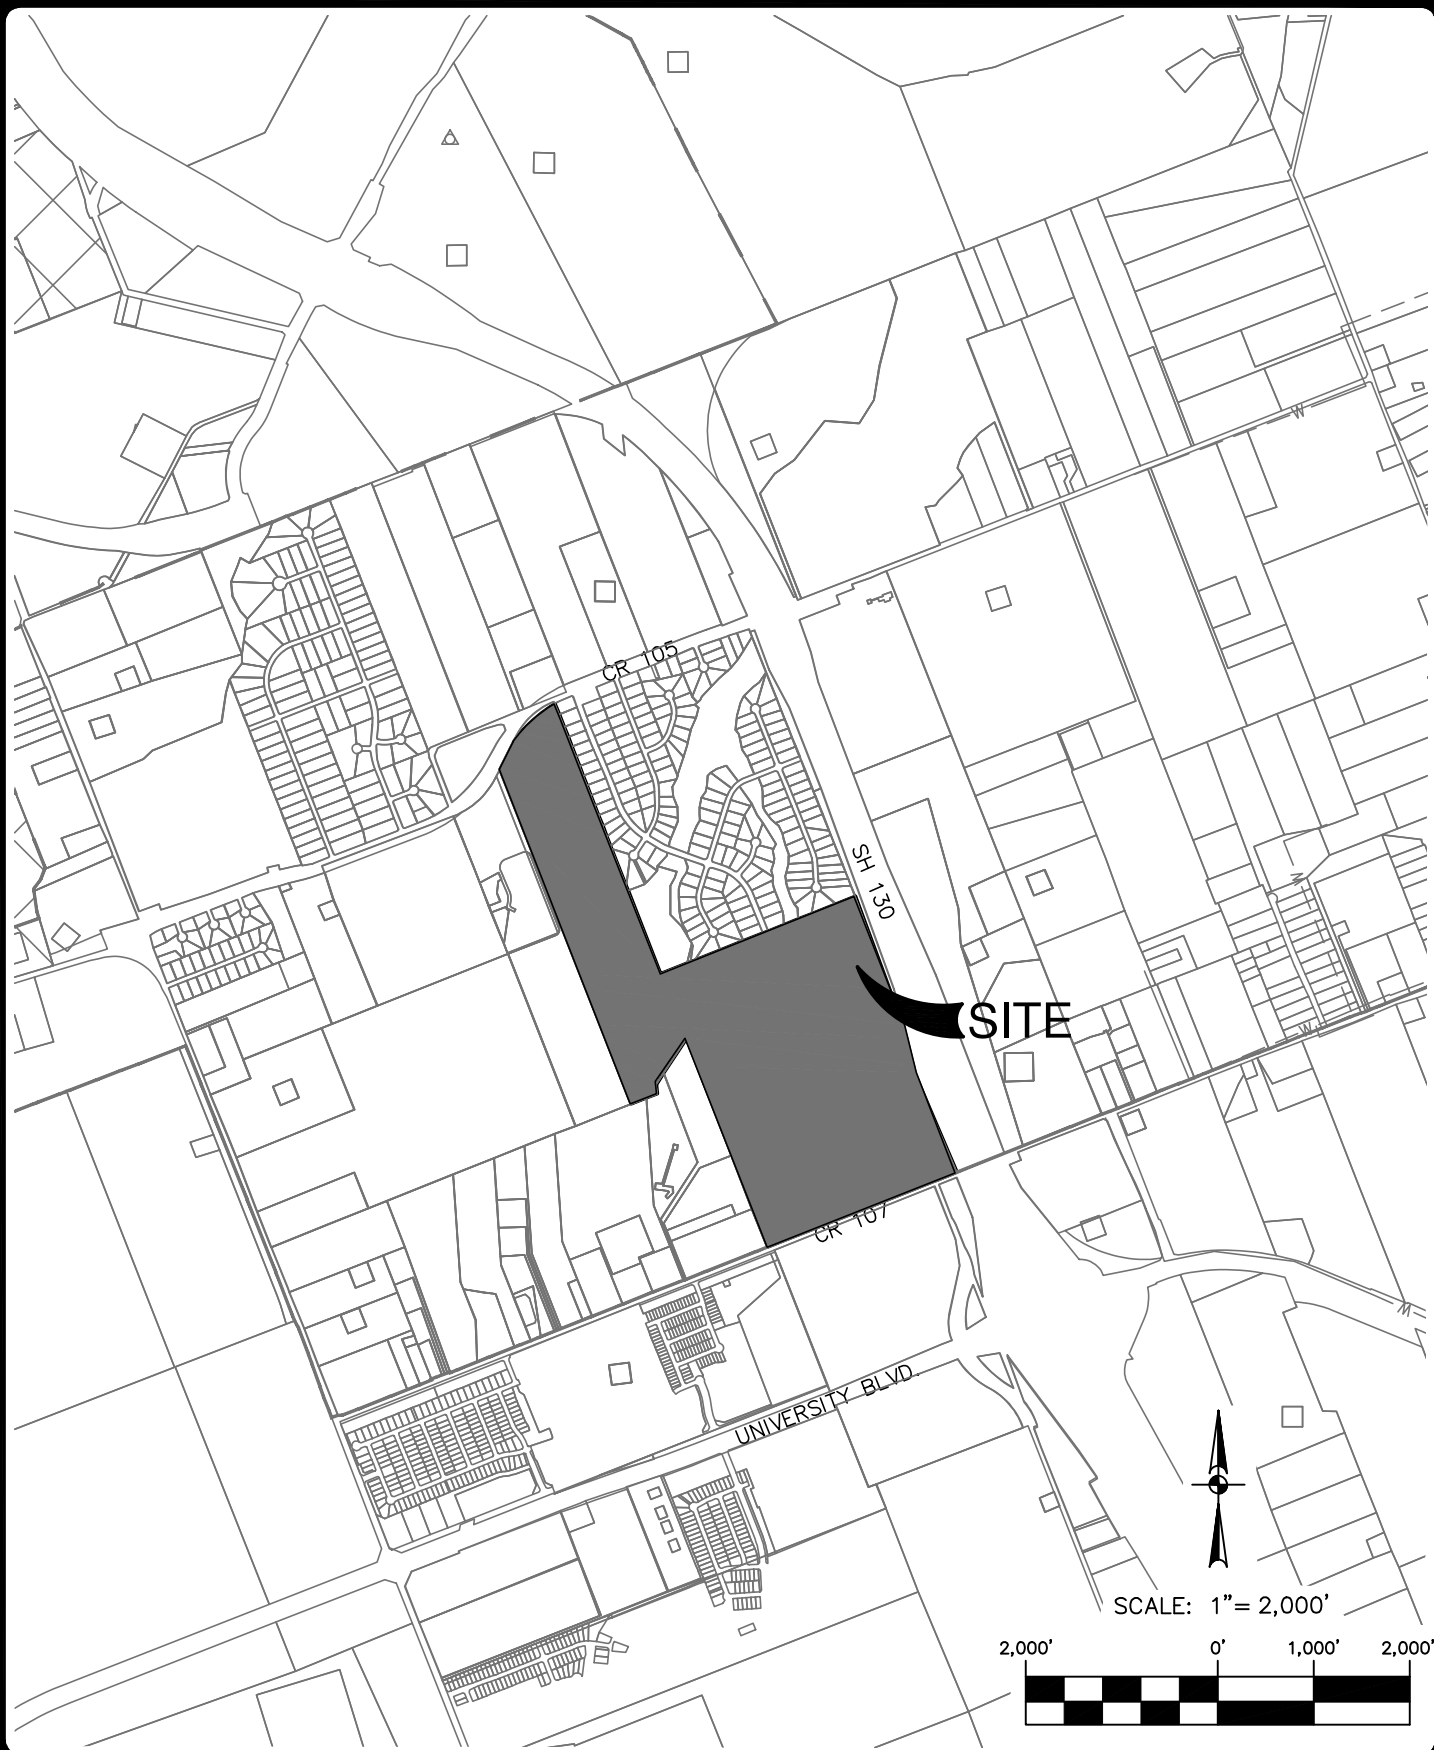 CR 105
SH 130
SITE
CR 107
UNIVERSITY BLVD.
W
W
W
W
SCALE: 1”= 2,000’
2,000’ 0’ 1,000’ 2,000’